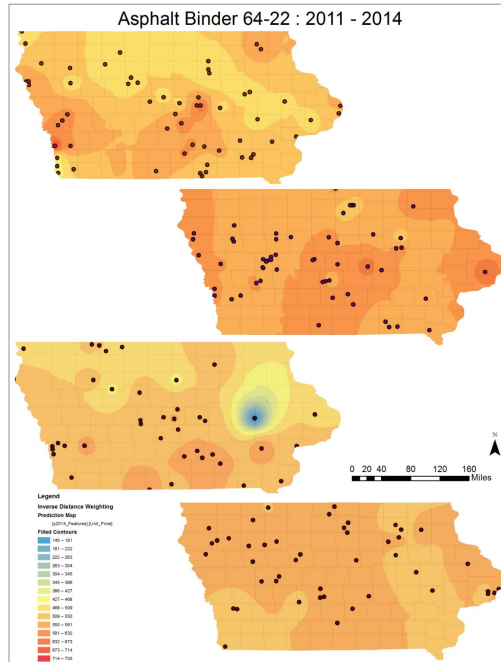 Asphalt Binder 64-22 : 2011 - 2014
N
0 20 40 80 120 160
Miles
Legend
Inverse Distance Weighting
Prediction Map
[y2014_Features].[Unit_Price]
Filled Contours
140 – 181
181 – 222
222 – 263
263 – 304
304 – 345
345 – 386
386 – 427
427 – 468
468 – 509
509 – 550
550 – 591
591 – 632
632 – 673
673 – 714
714 – 755